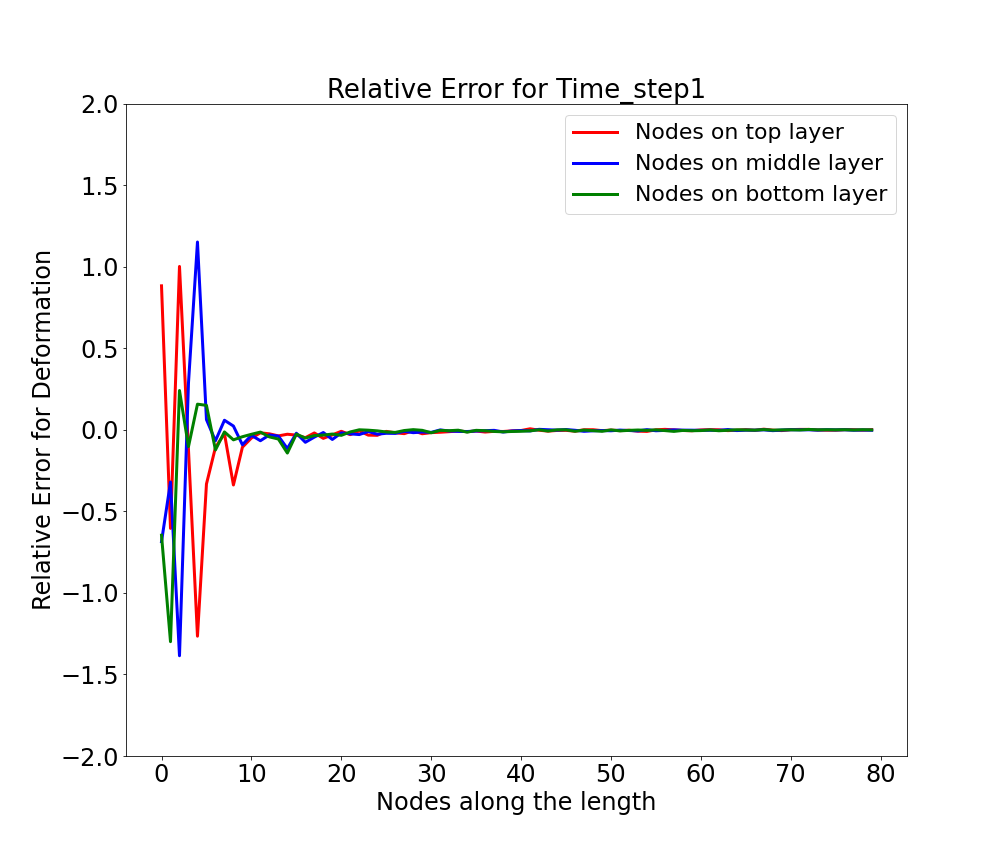 Relative Error for Time_step1
2.0
1.5
1.0
0.5
0.0
−0.5
−1.0
−1.5
−2.0
Relative Error for Deformation
Nodes on top layer
Nodes on middle layer
Nodes on bottom layer
0 10 20 30 40 50 60 70 80
Nodes along the length